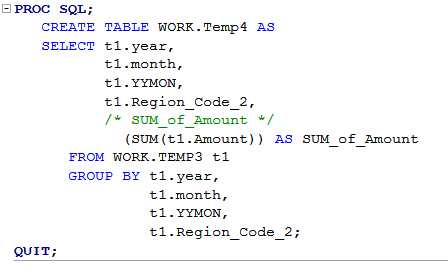 PROC SQL;
CREATE TABLE WORK.Temp4 AS
SELECT t1.year,
t1.month,
t1.YYMON,
t1.Region_Code_2,
/* SUM_of_Amount */
(SUM(t1.Amount)) AS SUM_of_Amount
FROM WORK.TEMP3 t1
GROUP BY t1.year,
t1.month,
t1.YYMON,
t1.Region_Code_2;
QUIT;